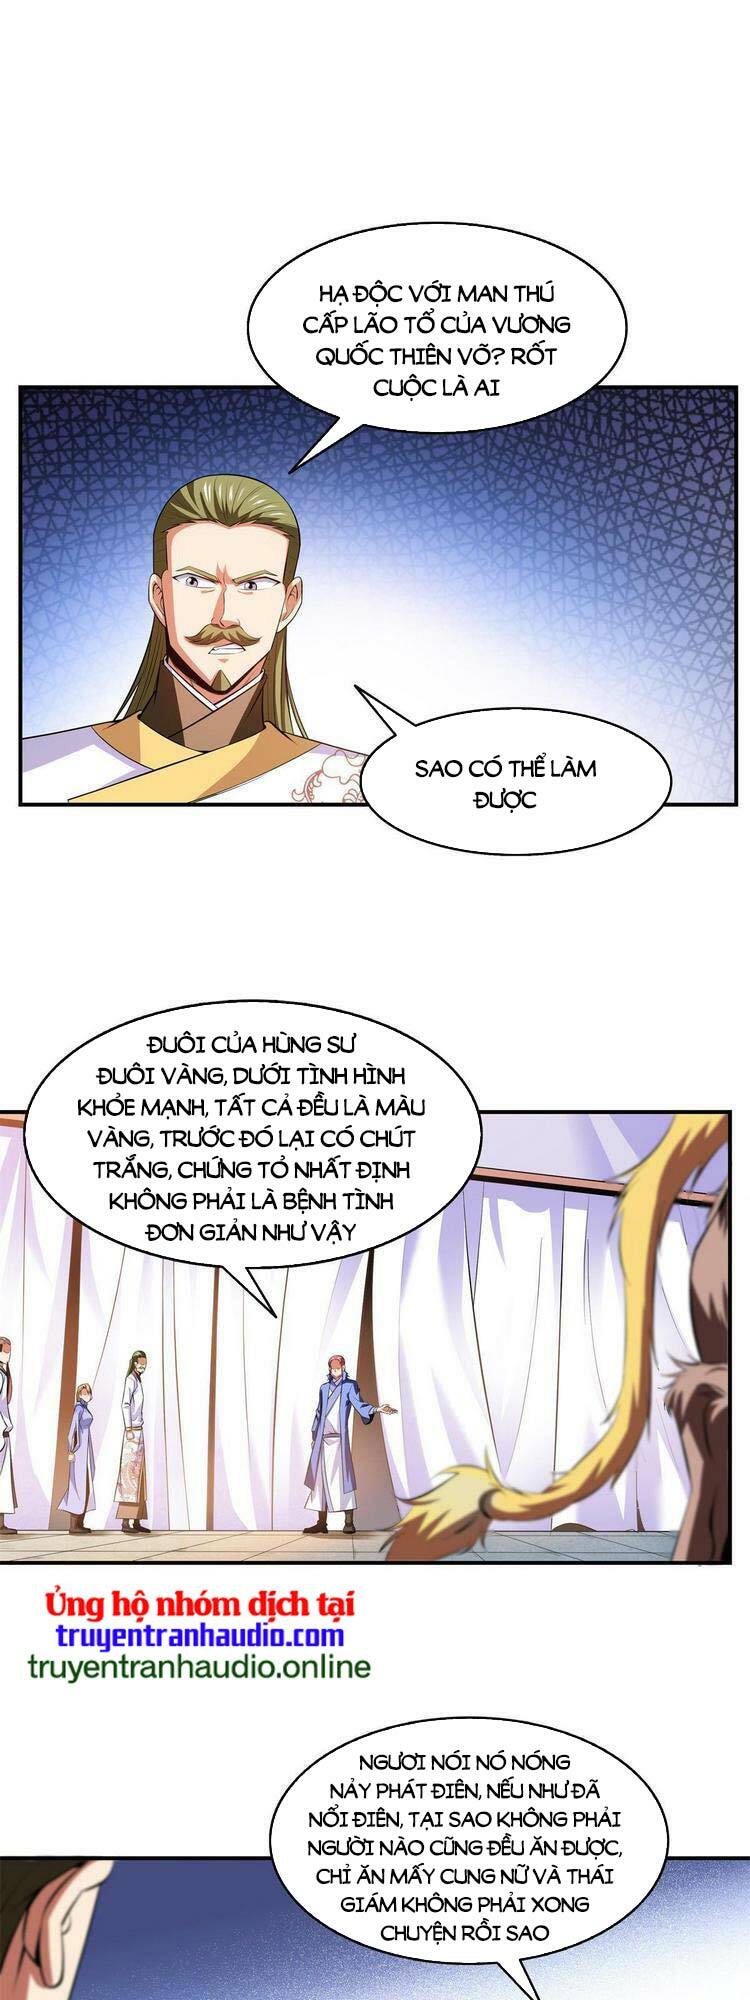 HẠ ĐỘC VỚI MAN THÚ
CẤP LÃO TỔ CỦA VƯƠNG
QUỐC THIÊN VÕ? RỐT
CUỘC LÀ AI
SAO CÓ THỂ LÀM
ĐƯỢC
ĐUÔI CỦA HÙNG SƯ
ĐUÔI VÀNG, DƯỚI TÌNH HÌNH
KHỎE MẠNH, TẤT CẢ ĐỀU LÀ MÀU
VÀNG, TRƯỚC ĐÓ LẠI CÓ CHÚT
TRẮNG, CHỨNG TỎ NHẤT ĐỊNH
KHÔNG PHẢI LÀ BỆNH TÌNH
ĐƠN GIẢN NHƯ VẬY
Ủng hộ nhóm dịch tại
truyentranhaudio.com
truyentranhaudio.online
NGƯƠI NÓI NÓ NÓNG
NẢY PHÁT ĐIÊN, NẾU NHƯ ĐÃ
NỔI ĐIÊN, TẠI SAO KHÔNG PHẢI
NGƯỜI NÀO CŨNG ĐỀU ĂN ĐƯỢC,
CHỈ ĂN MẤY CUNG NỮ VÀ THÁI
GIÁM KHÔNG PHẢI XONG
CHUYỆN RỒI SAO